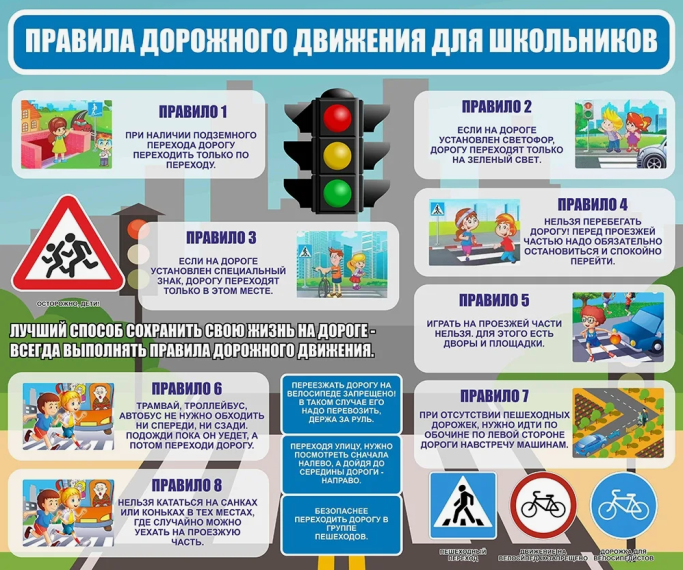 ПРАВИЛА ДОРОЖНОГО ДВИЖЕНИЯ ДЛЯ ШКОЛЬНИКОВ
ПРАВИЛО 1
ПРИ НАЛИЧИИ ПОДЗЕМНОГО
ПЕРЕХОДА ДОРОГУ
ПЕРЕХОДИТЬ ТОЛЬКО ПО
ПЕРЕХОДУ.
ПРАВИЛО 2
ЕСЛИ НА ДОРОГЕ
УСТАНОВЛЕН СВЕТОФОР,
ДОРОГУ ПЕРЕХОДЯТ ТОЛЬКО
НА ЗЕЛЕНЫЙ СВЕТ.
ПРАВИЛО 3
ЕСЛИ НА ДОРОГЕ
УСТАНОВЛЕН СПЕЦИАЛЬНЫЙ
ЗНАК, ДОРОГУ ПЕРЕХОДЯТ
ТОЛЬКО В ЭТОМ МЕСТЕ.
ПРАВИЛО 4
НЕЛЬЗЯ ПЕРЕБЕГАТЬ
ДОРОГУ! ПЕРЕД ПРОЕЗЖЕЙ
ЧАСТЬЮ НАДО ОБЯЗАТЕЛЬНО
ОСТАНОВИТЬСЯ И СПОКОЙНО
ПЕРЕЙТИ.
ОСТОРОЖНО, ДЕТИ!
ПРАВИЛО 5
ИГРАТЬ НА ПРОЕЗЖЕЙ ЧАСТИ
НЕЛЬЗЯ. ДЛЯ ЭТОГО ЕСТЬ
ДВОРЫ И ПЛОЩАДКИ.
ЛУЧШИЙ СПОСОБ СОХРАНИТЬ СВОЮ ЖИЗНЬ НА ДОРОГЕ -
ВСЕГДА ВЫПОЛНЯТЬ ПРАВИЛА ДОРОЖНОГО ДВИЖЕНИЯ.
ПРАВИЛО 6
ТРАМВАЙ, ТРОЛЛЕЙБУС,
АВТОБУС НЕ НУЖНО ОБХОДИТЬ
НИ СПЕРЕДИ, НИ СЗАДИ.
ПОДОЖДИ ПОКА ОН УЕДЕТ, А
ПОТОМ ПЕРЕХОДИ ДОРОГУ.
ПЕРЕЕЗЖАТЬ ДОРОГУ НА
ВЕЛОСИПЕДЕ ЗАПРЕЩЕНО!
В ТАКОМ СЛУЧАЕ ЕГО
НАДО ПЕРЕВОЗИТЬ,
ДЕРЖА ЗА РУЛЬ.
ПЕРЕХОДЯ УЛИЦУ, НУЖНО
ПОСМОТРЕТЬ СНАЧАЛА
НАЛЕВО, А ДОЙДЯ ДО
СЕРЕДИНЫ ДОРОГИ -
НАПРАВО.
БЕЗОПАСНЕЕ
ПЕРЕХОДИТЬ ДОРОГУ В
ГРУППЕ
ПЕШЕХОДОВ.
ПРАВИЛО 7
ПРИ ОТСУТСТВИИ ПЕШЕХОДНЫХ
ДОРОЖЕК, НУЖНО ИДТИ ПО
ОБОЧИНЕ ПО ЛЕВОЙ СТОРОНЕ
ДОРОГИ НАВСТРЕЧУ МАШИНАМ.
ПРАВИЛО 8
НЕЛЬЗЯ КАТАТЬСЯ НА САНКАХ
ИЛИ КОНЬКАХ В ТЕХ МЕСТАХ,
ГДЕ СЛУЧАЙНО МОЖНО
УЕХАТЬ НА ПРОЕЗЖУЮ
ЧАСТЬ.
ПЕШЕХОДНЫЙ
ПЕРЕХОД
ДВИЖЕНИЕ НА
ВЕЛОСИПЕДАХ ЗАПРЕЩЕНО
ДОРОЖКА ДЛЯ
ВЕЛОСИПЕДИСТОВ